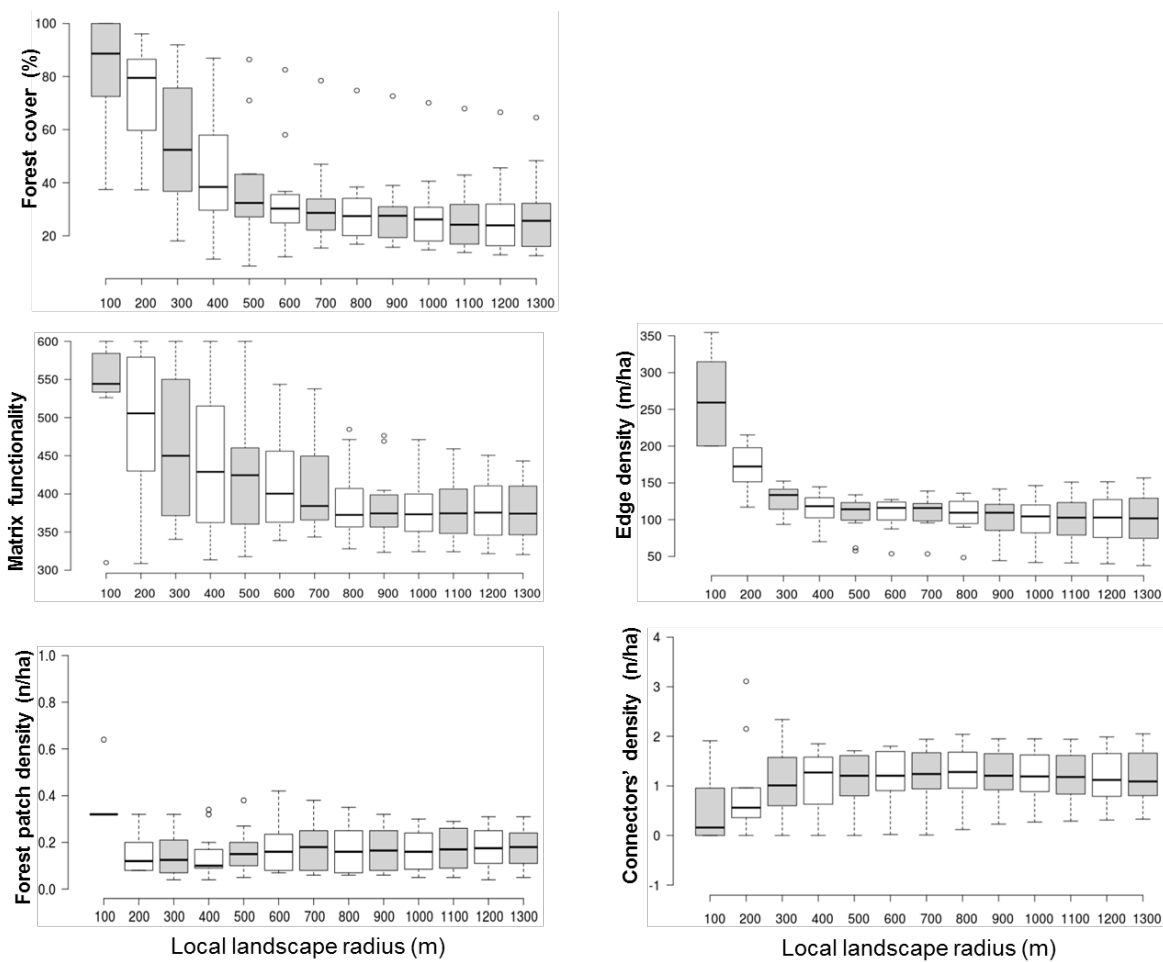 Forest cover (%)
100
80
60
40
20
100 200 300 400 500 600 700 800 900 1000 1100 1200 1300
Matrix functionality
600
550
500
450
400
350
300
100 200 300 400 500 600 700 800 900 1000 1100 1200 1300
Edge density (m/ha)
350
300
250
200
150
100
50
100 200 300 400 500 600 700 800 900 1000 1100 1200 1300
Forest patch density (n/ha)
1.0
0.8
0.6
0.4
0.2
0.0
100 200 300 400 500 600 700 800 900 1000 1100 1200 1300
Local landscape radius (m)
Connectors’ density (n/ha)
4
3
2
1
0
-1
100 200 300 400 500 600 700 800 900 1000 1100 1200 1300
Local landscape radius (m)